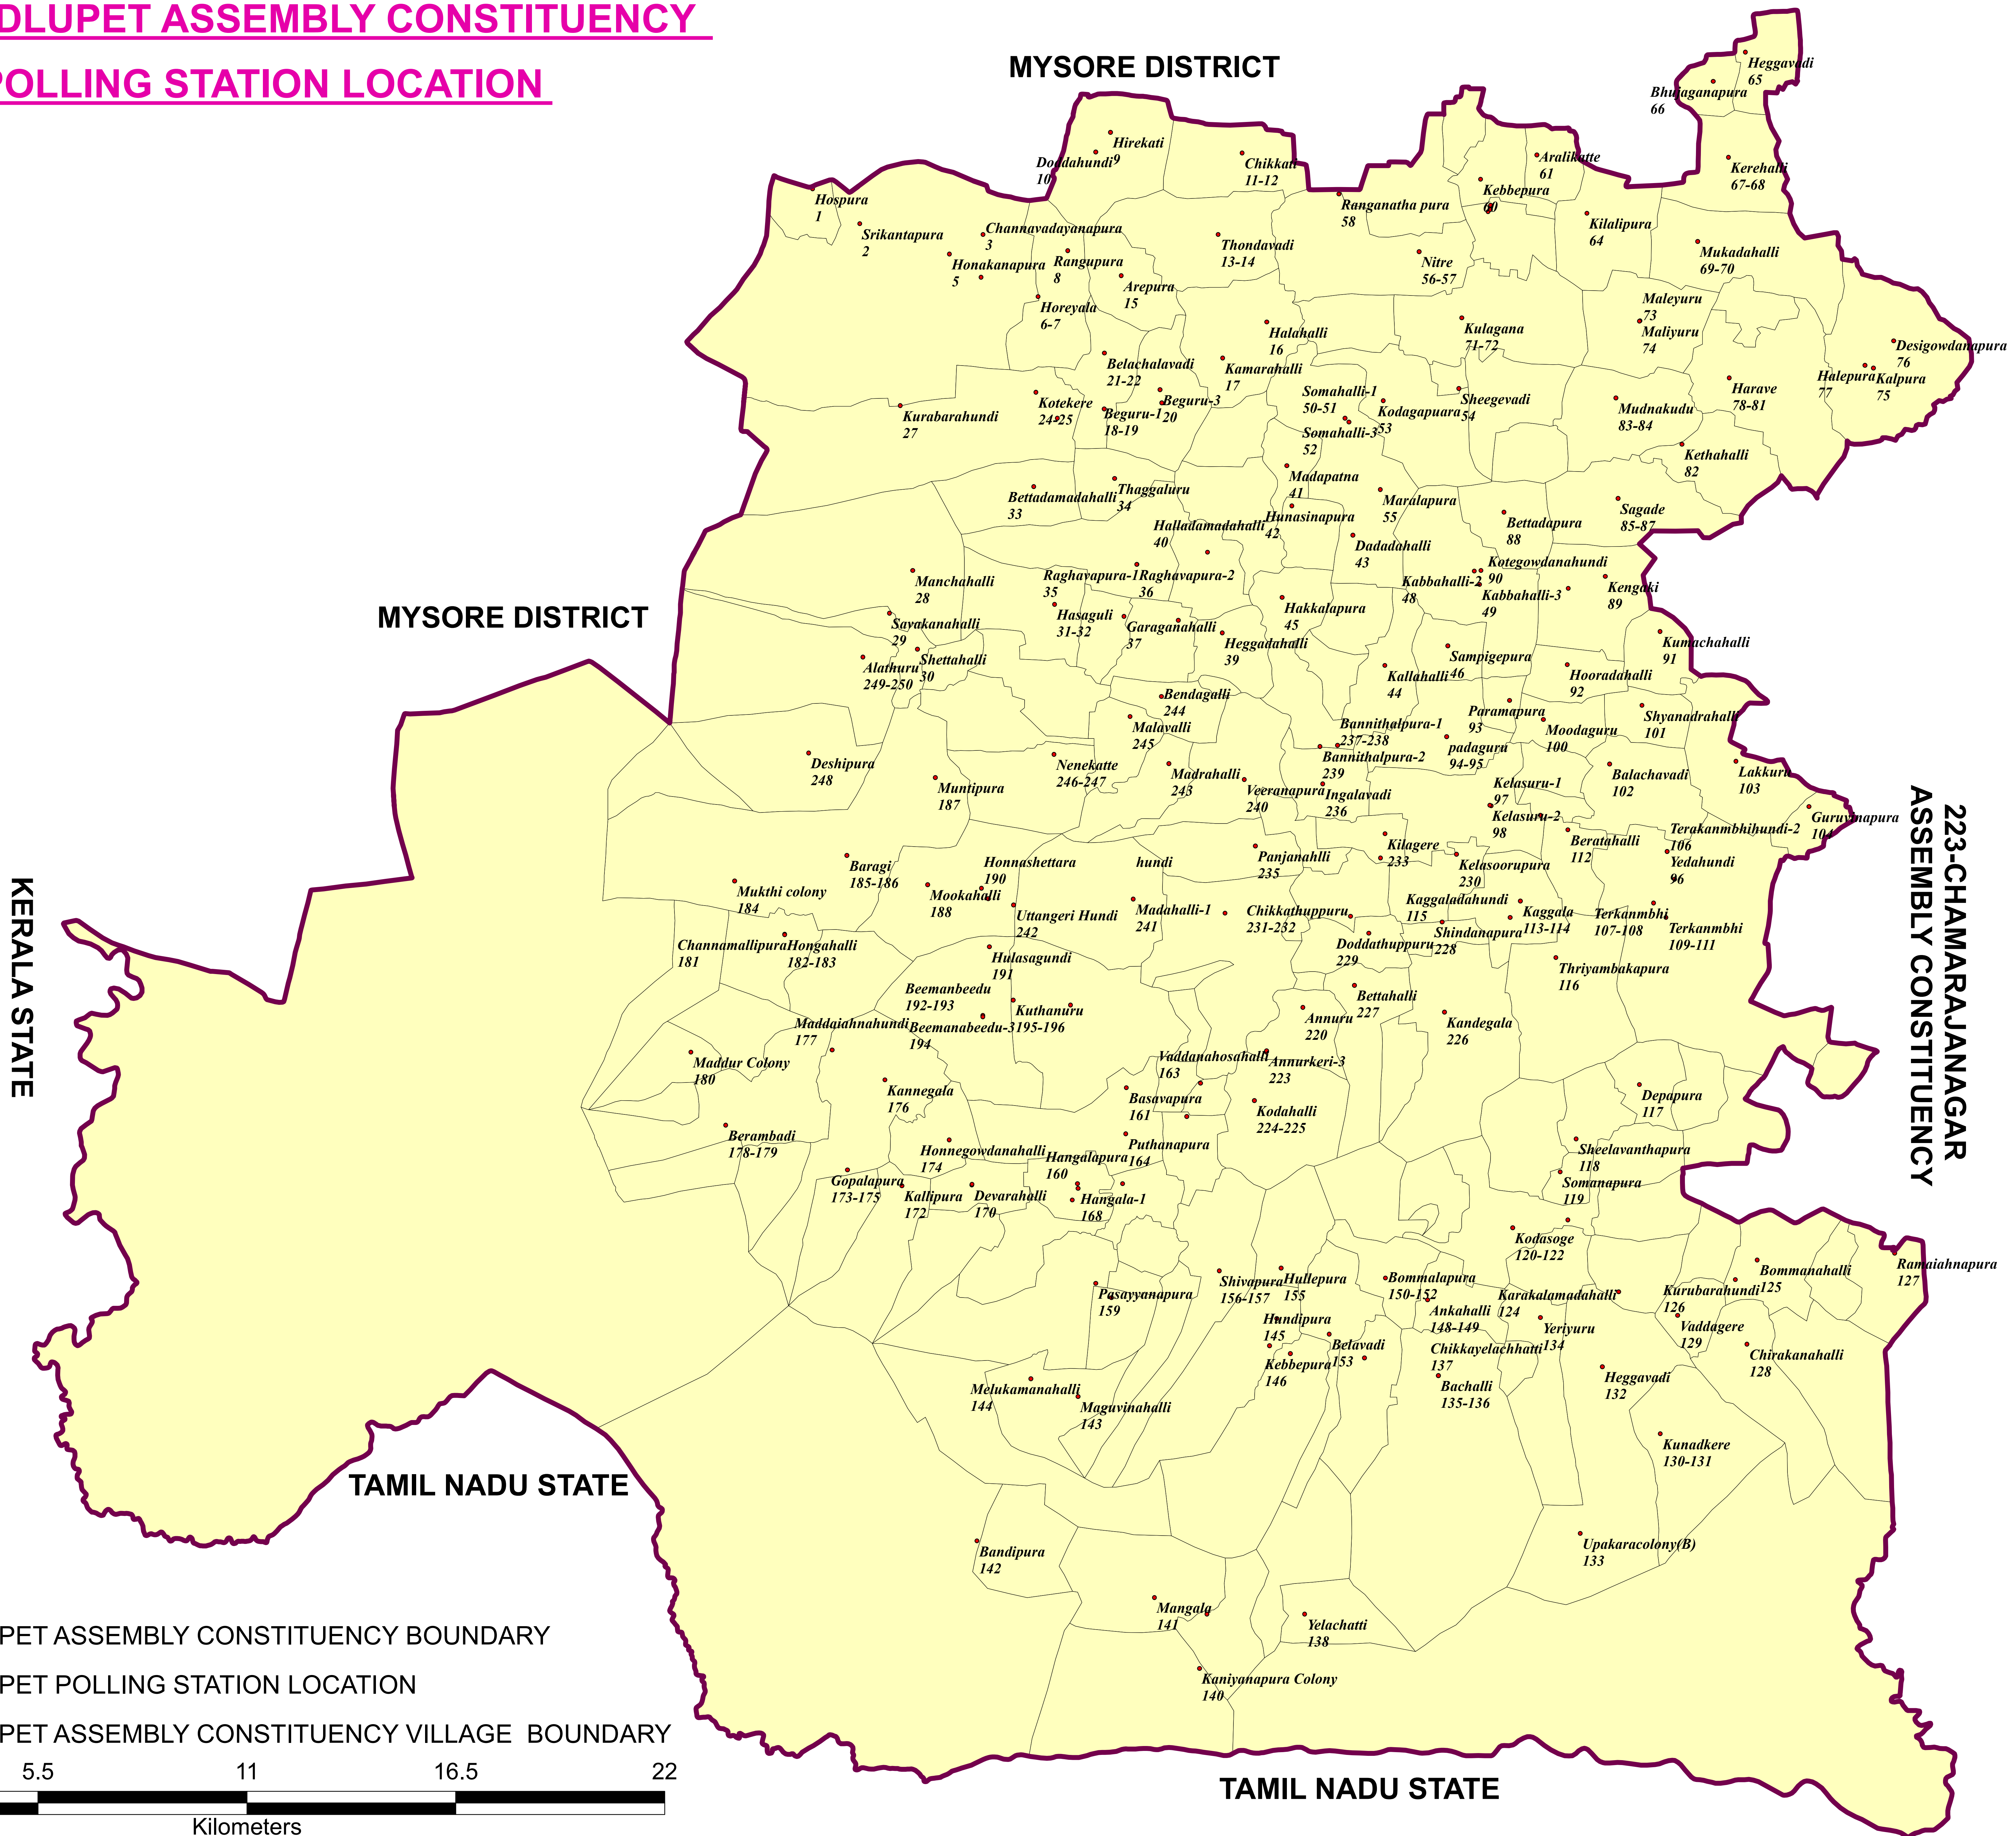 DLUPET ASSEMBLY CONSTITUENCY
POLLING STATION LOCATION
MYSORE DISTRICT
Heggavadi
65
Bhujaganapura
66
Hirekati
9
Doddahundi
10
Chikkati
11-12
Aralikatte
61
Kerehalli
67-68
Kebbepura
60
Hospura
1
Ranganatha pura
58
Kilalipura
64
Srikantapura
2
Channavadayanapura
3
Thondavadi
13-14
Mukadahalli
69-70
Honakanapura
5
Rangupura
8
Nitre
56-57
Arepura
15
Horeyala
6-7
Maleyuru
73
Maliyuru
74
Halahalli
16
Kulagana
71-72
Desigowdanapura
76
Belachalavadi
21-22
Kamarahalli
17
Halepura
77
Kalpura
75
Harave
78-81
Somahalli-1
50-51
Sheegevadi
54
Kotekere
24-25
Beguru-3
20
Kodagapuara
53
Mudnakudu
83-84
Kurabarahundi
27
Beguru-1
18-19
Somahalli-3
52
Kethahalli
82
Madapatna
41
Bettadamadahalli
33
Thaggaluru
34
Maralapura
55
Sagade
85-87
Halladamadahalli
40
Hunasinapura
42
Bettadapura
88
Dadadahalli
43
Kotegowdanahundi
90
Manchahalli
28
Raghavapura-1
35
Raghavapura-2
36
Kabbahalli-2
48
Kabbahalli-3
49
Kengaki
89
MYSORE DISTRICT
Hasaguli
31-32
Hakkalapura
45
Savakanahalli
29
Garaganahalli
37
Heggadahalli
39
Kumachahalli
91
Alathuru
249-250
Shettahalli
30
Sampigepura
46
Kallahalli
44
Hooradahalli
92
Bendagalli
244
Paramapura
93
Shyanadrahalli
101
Malavalli
245
Bannithalpura-1
237-238
Moodaguru
100
Deshipura
248
Nenekatte
246-247
Bannithalpura-2
239
padaguru
94-95
Madrahalli
243
Balachavadi
102
Lakkuru
103
Muntipura
187
Veeranapura
240
Ingalavadi
236
Kelasuru-1
97
Kelasuru-2
98
Guruvinapura
104
Terakanmbhihundi-2
106
Beratahalli
112
Yedahundi
96
Kilagere
233
Panjanahlli
235
Kelasoorupura
230
Baragi
185-186
Honnashettara hundi
190
Mukthi colony
184
Mookahalli
188
Uttangeri Hundi
242
Madahalli-1
241
Chikkathuppuru
231-232
Kaggaladahundi
115
Kaggala
113-114
Terkanmbhi
107-108
Terkanmbhi
109-111
Shindanapura
228
Channamallipura
181
Hongahalli
182-183
Doddathuppuru
229
Hulasagundi
191
Thriyambakapura
116
KERALA STATE
223-CHAMARAJANAGAR
ASSEMBLY CONSTITUENCY
Beemanbeedu
192-193
Kuthanuru
195-196
Bettahalli
227
Maddaiahnahundi
177
Beemanabeedu-3
194
Annuru
220
Kandegala
226
Maddur Colony
180
Vaddanahosahalli
163
Annurkeri-3
223
Kannegala
176
Basavapura
161
Kodahalli
224-225
Depapura
117
Berambadi
178-179
Honnegowdanahalli
174
Hangalapura
160
Puthanapura
164
Sheelavanthapura
118
Gopalapura
173-175
Kallipura
172
Devarahalli
170
Hangala-1
168
Somanapura
119
Kodasoge
120-122
Ramaiahnapura
127
Bommanahalli
125
Shivapura
156-157
Hullepura
155
Bommalapura
150-152
Pasayyanapura
159
Karakalamadahalli
124
Kurubarahundi
126
Ankahalli
148-149
Hundipura
145
Yeriyuru
134
Vaddagere
129
Belavadi
153
Chikkayelachhatti
137
Chirakanahalli
128
Kebbepura
146
Heggavadi
132
Melukamanahalli
144
Bachalli
135-136
Maguvinahalli
143
Kunadkere
130-131
TAMIL NADU STATE
Bandipura
142
Upakaracolony(B)
133
Mangala
141
Yelachatti
138
Kaniyanapura Colony
140
PET ASSEMBLY CONSTITUENCY BOUNDARY
PET POLLING STATION LOCATION
PET ASSEMBLY CONSTITUENCY VILLAGE BOUNDARY
5.5 11 16.5 22
Kilometers
TAMIL NADU STATE